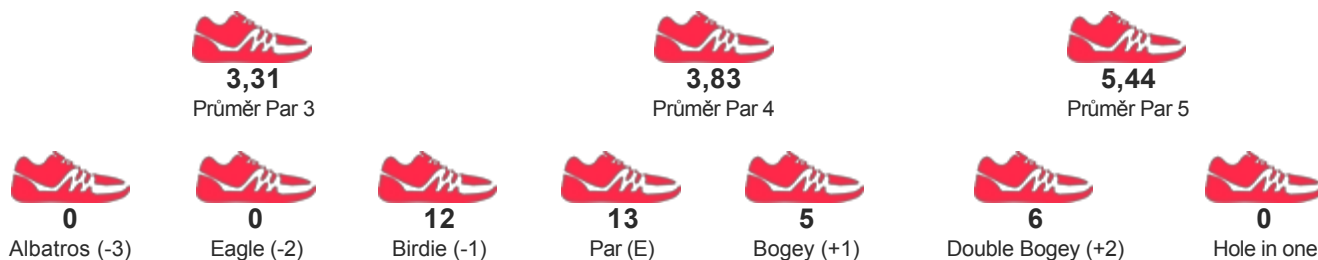 3,31 3,83 5,44
Průměr Par 3 Průměr Par 4 Průměr Par 5
0 0 12 13 5 6 0
Albatros (-3) Eagle (-2) Birdie (-1) Par (E) Bogey (+1) Double Bogey (+2) Hole in one